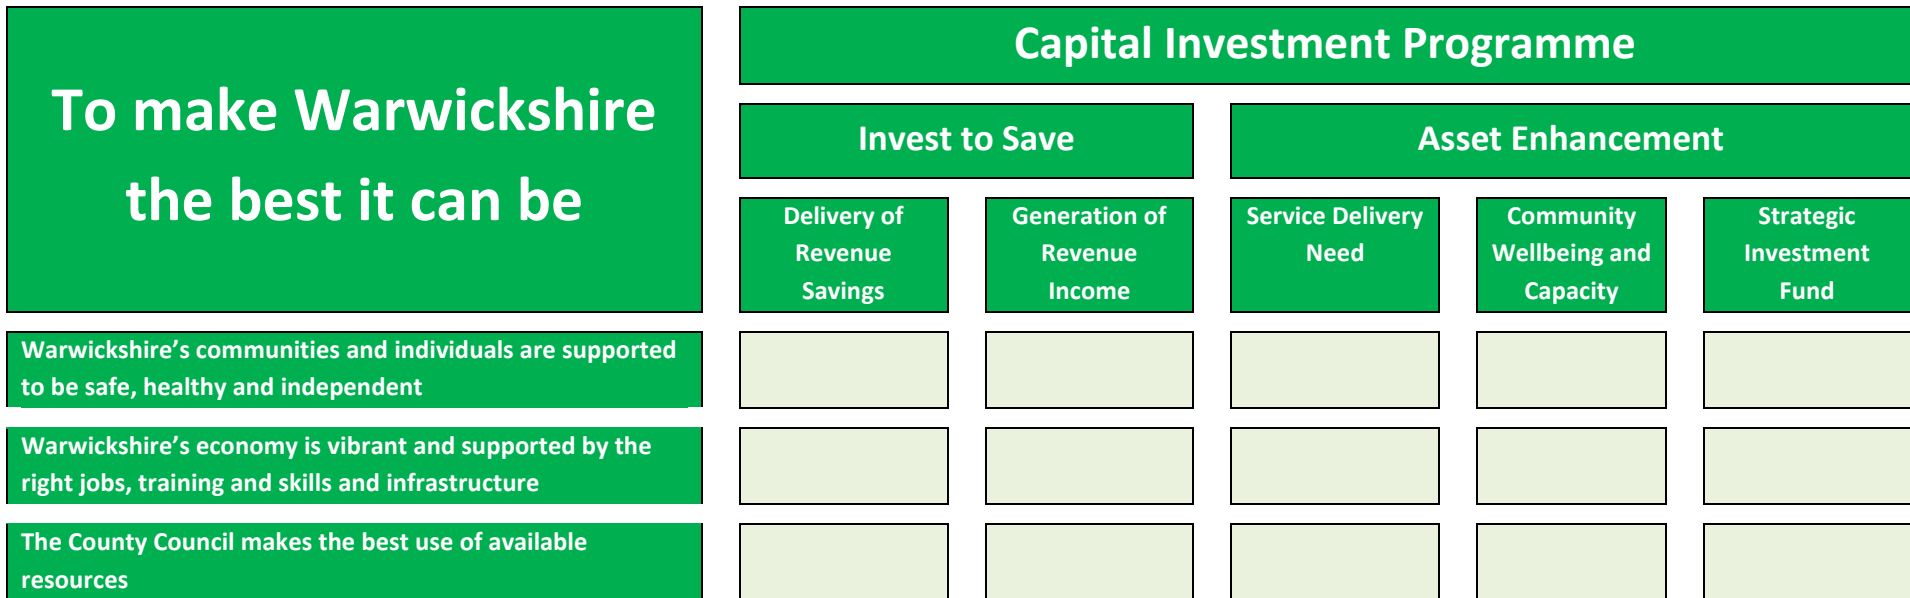 To make Warwickshire
the best it can be
Capital Investment Programme
Invest to Save
Asset Enhancement
Delivery of
Revenue
Savings
Generation of
Revenue
Income
Service Delivery
Need
Community
Wellbeing and
Capacity
Strategic
Investment
Fund
Warwickshire’s communities and individuals are supported
to be safe, healthy and independent
Warwickshire’s economy is vibrant and supported by the
right jobs, training and skills and infrastructure
The County Council makes the best use of available
resources